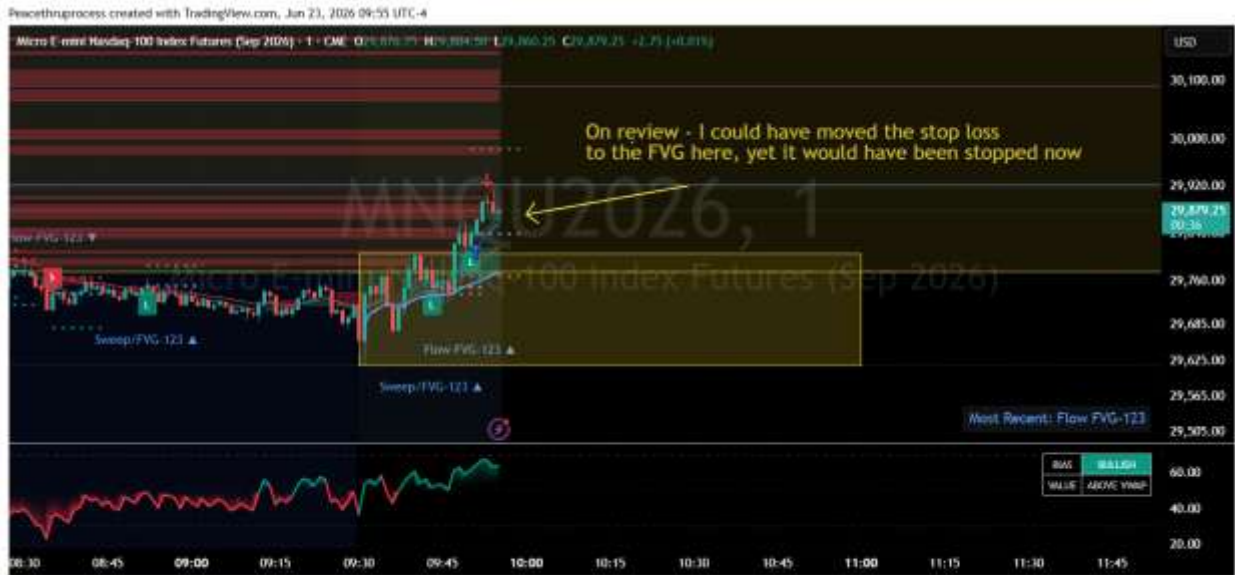 Peacethruprocess created with TradingView.com, Jun 23, 2026 09:55 UTC-4
Micro E-mini Nasdaq-100 Index Futures (Sep 2026) · 1 · CME
USD
30,100.00
On review - I could have moved the stop loss
to the FVG here, yet it would have been stopped now
30,000.00
29,920.00
MNQU2026, 1
29,879.25
00:36
Flow FVG-123 ▼
Micro E-mini Nasdaq-100 Index Futures (Sep 2026)
29,760.00
29,685.00
Sweep/FVG-123 ▲
Flow FVG-123 ▲
29,625.00
Sweep/FVG-123 ▲
29,565.00
Most Recent: Flow FVG-123
29,505.00
BIAS BULLISH
VALUE ABOVE VWAP
60.00
40.00
20.00
08:30 08:45 09:00 09:15 09:30 09:45 10:00 10:15 10:30 10:45 11:00 11:15 11:30 11:45